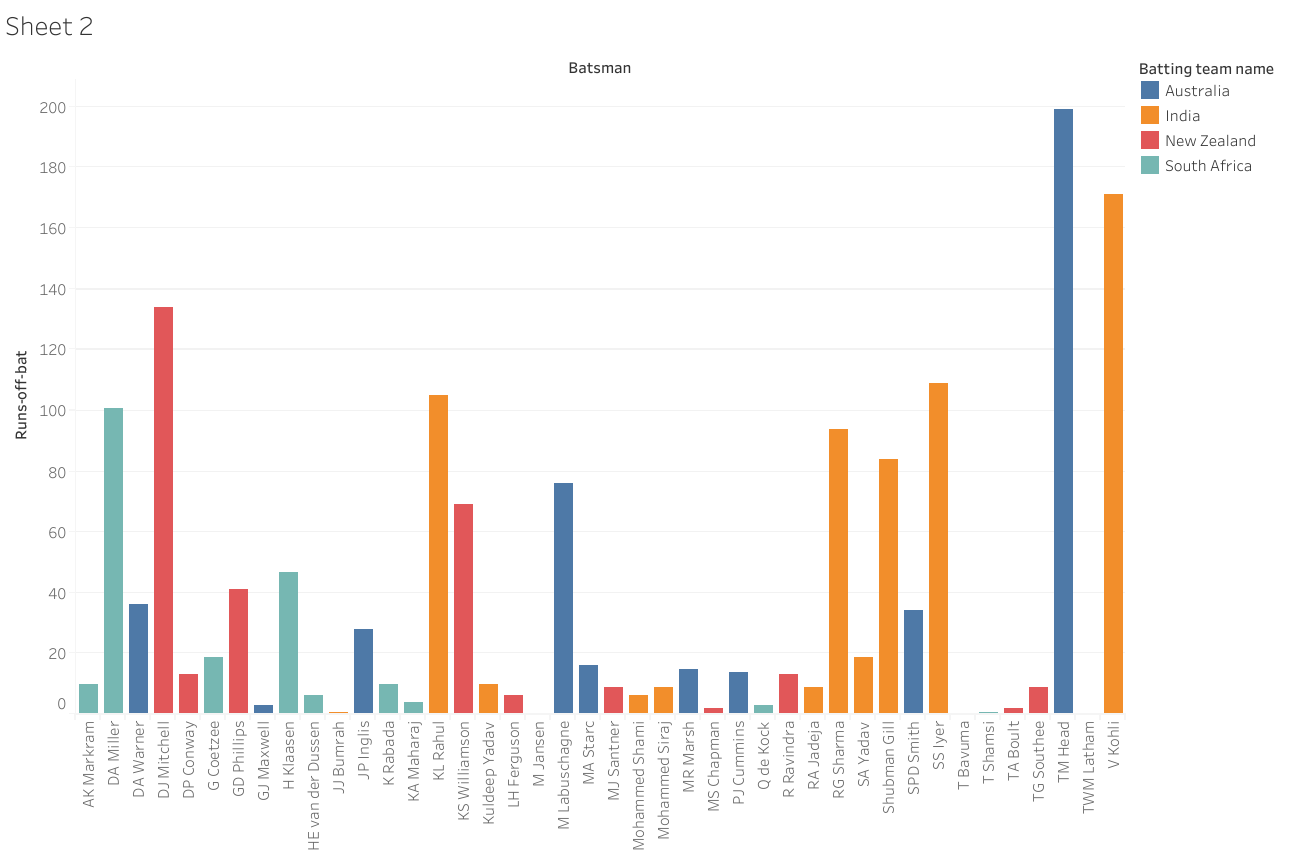 Sheet 2
Batsman
Batting team name
Australia
India
New Zealand
South Africa
Runs-off-bat
200
180
160
140
120
100
80
60
40
20
0
AK Markram
DA Miller
DA Warner
DJ Mitchell
DP Conway
G Coetzee
GD Phillips
GJ Maxwell
H Klaasen
HE van der Dussen
JJ Bumrah
JP Inglis
K Rabada
KA Maharaj
KL Rahul
KS Williamson
Kuldeep Yadav
LH Ferguson
M Jansen
M Labuschagne
MA Starc
MJ Santner
Mohammed Shami
Mohammed Siraj
MR Marsh
MS Chapman
PJ Cummins
Q de Kock
R Ravindra
RA Jadeja
RG Sharma
SA Yadav
Shubman Gill
SPD Smith
SS Iyer
T Bavuma
T Shamsi
TA Boult
TG Southee
TM Head
TWM Latham
V Kohli